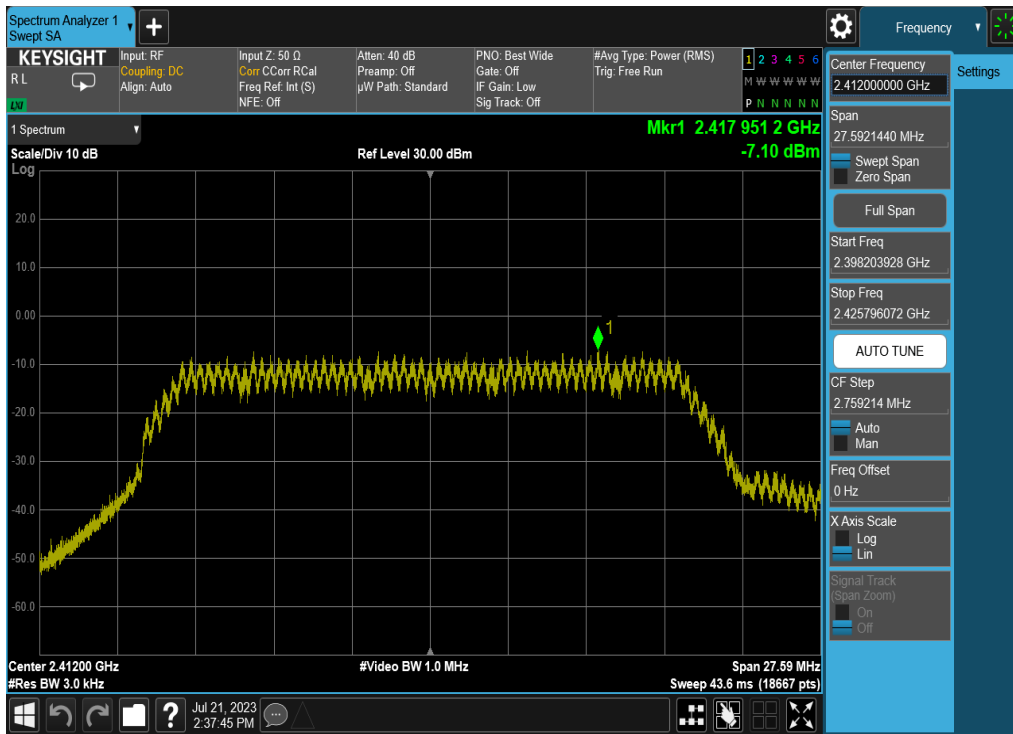 Spectrum Analyzer 1
Swept SA
+
Frequency
KEYSIGHT
R L
LXI
Input: RF
Coupling: DC
Align: Auto
Input Z: 50 Ω
Corr CCorr RCal
Freq Ref: Int (S)
NFE: Off
Atten: 40 dB
Preamp: Off
µW Path: Standard
PNO: Best Wide
Gate: Off
IF Gain: Low
Sig Track: Off
#Avg Type: Power (RMS)
Trig: Free Run
1 2 3 4 5 6
M W W W W W
P N N N N N
1 Spectrum
Scale/Div 10 dB
Ref Level 30.00 dBm
Mkr1 2.417 951 2 GHz
-7.10 dBm
Log
20.0
10.0
0.00
-10.0
-20.0
-30.0
-40.0
-50.0
-60.0
1
Center 2.41200 GHz
#Res BW 3.0 kHz
#Video BW 1.0 MHz
Span 27.59 MHz
Sweep 43.6 ms (18667 pts)
Center Frequency
2.412000000 GHz
Settings
Span
27.5921440 MHz
Swept Span
Zero Span
Full Span
Start Freq
2.398203928 GHz
Stop Freq
2.425796072 GHz
AUTO TUNE
CF Step
2.759214 MHz
Auto
Man
Freq Offset
0 Hz
X Axis Scale
Log
Lin
Signal Track
(Span Zoom)
On
Off
?
Jul 21, 2023
2:37:45 PM